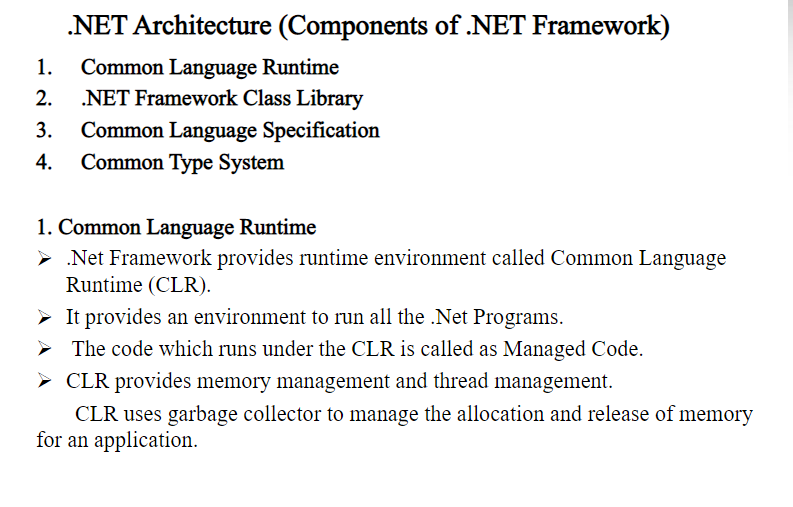 .NET Architecture (Components of .NET Framework)
1. Common Language Runtime
2. .NET Framework Class Library
3. Common Language Specification
4. Common Type System
1. Common Language Runtime
➢ .Net Framework provides runtime environment called Common Language
Runtime (CLR).
➢ It provides an environment to run all the .Net Programs.
➢ The code which runs under the CLR is called as Managed Code.
➢ CLR provides memory management and thread management.
CLR uses garbage collector to manage the allocation and release of memory
for an application.